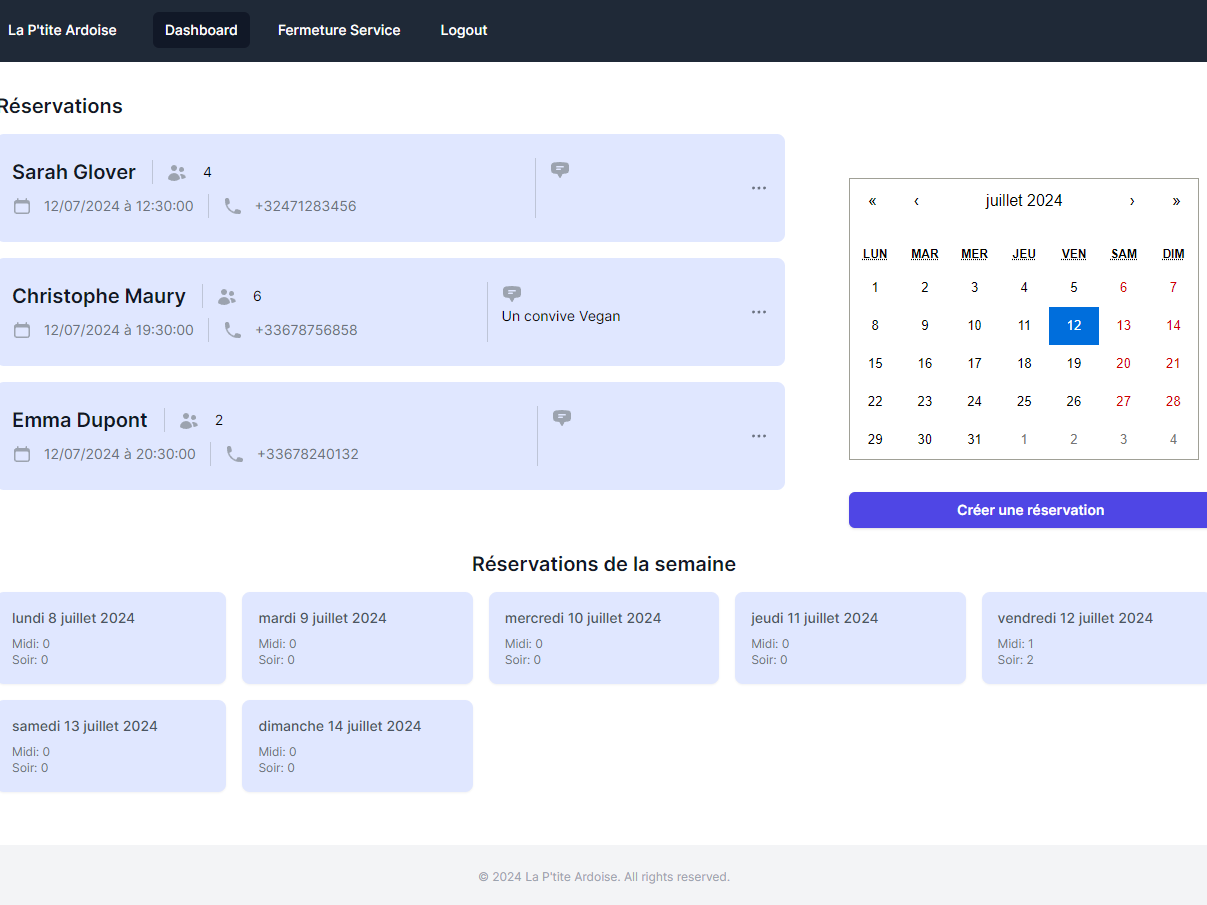 La P'tite Ardoise Dashboard Fermeture Service Logout
Réservations
Sarah Glover 4
12/07/2024 à 12:30:00 +32471283456
...
Christophe Maury 6
12/07/2024 à 19:30:00 +33678756858
Un convive Vegan
...
Emma Dupont 2
12/07/2024 à 20:30:00 +33678240132
...
« ‹ juillet 2024 › »
LUN MAR MER JEU VEN SAM DIM
1 2 3 4 5 6 7
8 9 10 11 12 13 14
15 16 17 18 19 20 21
22 23 24 25 26 27 28
29 30 31 1 2 3 4
Créer une réservation
Réservations de la semaine
lundi 8 juillet 2024
Midi: 0
Soir: 0
mardi 9 juillet 2024
Midi: 0
Soir: 0
mercredi 10 juillet 2024
Midi: 0
Soir: 0
jeudi 11 juillet 2024
Midi: 0
Soir: 0
vendredi 12 juillet 2024
Midi: 1
Soir: 2
samedi 13 juillet 2024
Midi: 0
Soir: 0
dimanche 14 juillet 2024
Midi: 0
Soir: 0
© 2024 La P'tite Ardoise. All rights reserved.